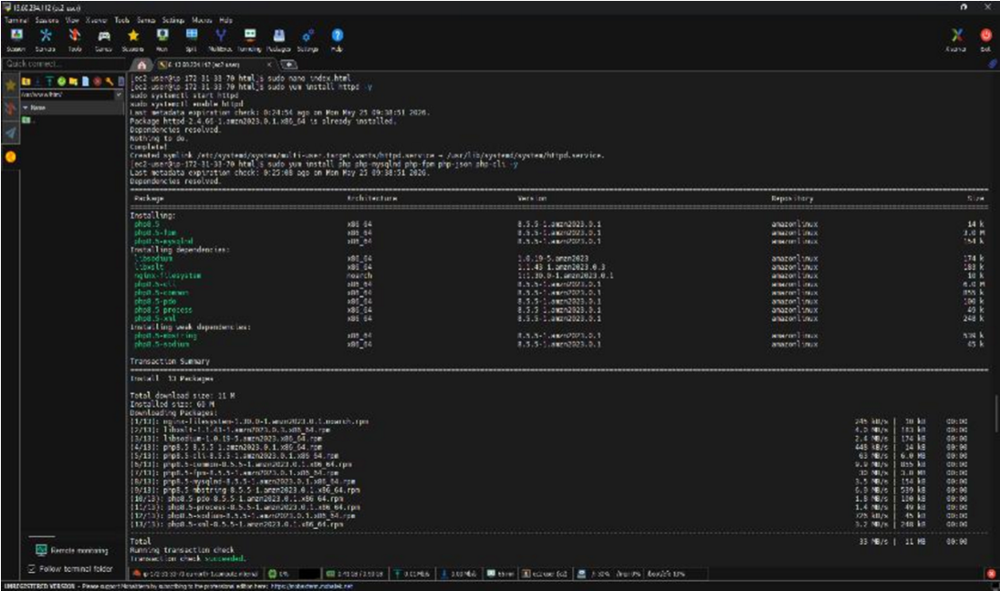 13.60.234.112 (ec2-user)
Terminal Sessions View X server Tools Games Settings Macros Help
Session Servers Tools Games Sessions View Split MultiExec Tunneling Packages Settings Help
X server Exit
Quick connect...
6. 13.60.234.112 (ec2-user)
/var/www/html/
Name
..
[ec2-user@ip-172-31-33-70 html]$ sudo nano index.html
[ec2-user@ip-172-31-33-70 html]$ sudo yum install httpd -y
sudo systemctl start httpd
sudo systemctl enable httpd
Last metadata expiration check: 0:24:54 ago on Mon May 25 09:38:51 2026.
Package httpd-2.4.66-1.amzn2023.0.1.x86_64 is already installed.
Dependencies resolved.
Nothing to do.
Complete!
Created symlink /etc/systemd/system/multi-user.target.wants/httpd.service → /usr/lib/systemd/system/httpd.service.
[ec2-user@ip-172-31-33-70 html]$ sudo yum install php php-mysqlnd php-fpm php-json php-cli -y
Last metadata expiration check: 0:25:08 ago on Mon May 25 09:38:51 2026.
Dependencies resolved.
Package Architecture Version Repository Size
Installing:
php8.5 x86_64 8.5.5-1.amzn2023.0.1 amazonlinux 14 k
php8.5-fpm x86_64 8.5.5-1.amzn2023.0.1 amazonlinux 3.0 M
php8.5-mysqlnd x86_64 8.5.5-1.amzn2023.0.1 amazonlinux 154 k
Installing dependencies:
libsodium x86_64 1.0.19-5.amzn2023 amazonlinux 174 k
libxslt x86_64 1.1.43-1.amzn2023.0.3 amazonlinux 183 k
nginx-filesystem noarch 1:1.30.0-1.amzn2023.0.1 amazonlinux 10 k
php8.5-cli x86_64 8.5.5-1.amzn2023.0.1 amazonlinux 6.0 M
php8.5-common x86_64 8.5.5-1.amzn2023.0.1 amazonlinux 855 k
php8.5-pdo x86_64 8.5.5-1.amzn2023.0.1 amazonlinux
php8.5-process x86_64 8.5.5-1.amzn2023.0.1 amazonlinux 49 k
php8.5-xml x86_64 8.5.5-1.amzn2023.0.1 amazonlinux 248 k
Installing weak dependencies:
php8.5-mbstring x86_64 8.5.5-1.amzn2023.0.1 amazonlinux 539 k
php8.5-sodium x86_64 8.5.5-1.amzn2023.0.1 amazonlinux 45 k
Transaction Summary
Install 13 Packages
Total download size: 11 M
Installed size: 60 M
Downloading Packages:
(1/13): nginx-filesystem-1.30.0-1.amzn2023.0.1.noarch.rpm 245 kB/s | 10 kB 00:00
(2/13): libxslt-1.1.43-1.amzn2023.0.3.x86_64.rpm 4.0 MB/s | 183 kB 00:00
(3/13): libsodium-1.0.19-5.amzn2023.x86_64.rpm 2.4 MB/s | 174 kB 00:00
(4/13): php8.5-8.5.5-1.amzn2023.0.1.x86_64.rpm 448 kB/s | 14 kB 00:00
(5/13): php8.5-cli-8.5.5-1.amzn2023.0.1.x86_64.rpm 63 MB/s | 6.0 MB 00:00
(6/13): php8.5-common-8.5.5-1.amzn2023.0.1.x86_64.rpm 9.9 MB/s | 855 kB 00:00
(7/13): php8.5-fpm-8.5.5-1.amzn2023.0.1.x86_64.rpm 30 MB/s | 3.0 MB 00:00
(8/13): php8.5-mysqlnd-8.5.5-1.amzn2023.0.1.x86_64.rpm 3.5 MB/s | 154 kB 00:00
(9/13): php8.5-mbstring-8.5.5-1.amzn2023.0.1.x86_64.rpm 6.9 MB/s | 539 kB 00:00
(10/13): php8.5-pdo-8.5.5-1.amzn2023.0.1.x86_64.rpm 1.8 MB/s | kB 00:00
(11/13): php8.5-process-8.5.5-1.amzn2023.0.1.x86_64.rpm 1.4 MB/s | 49 kB 00:00
(12/13): php8.5-sodium-8.5.5-1.amzn2023.0.1.x86_64.rpm kB/s | 45 kB 00:00
(13/13): php8.5-xml-8.5.5-1.amzn2023.0.1.x86_64.rpm 3.2 MB/s | 248 kB 00:00
Total 33 MB/s | 11 MB 00:00
Running transaction check
Transaction check succeeded.
Remote monitoring
Follow terminal folder
UNREGISTERED VERSION - Please support MobaXterm by subscribing to the professional edition here: https://mobaxterm.mobatek.net